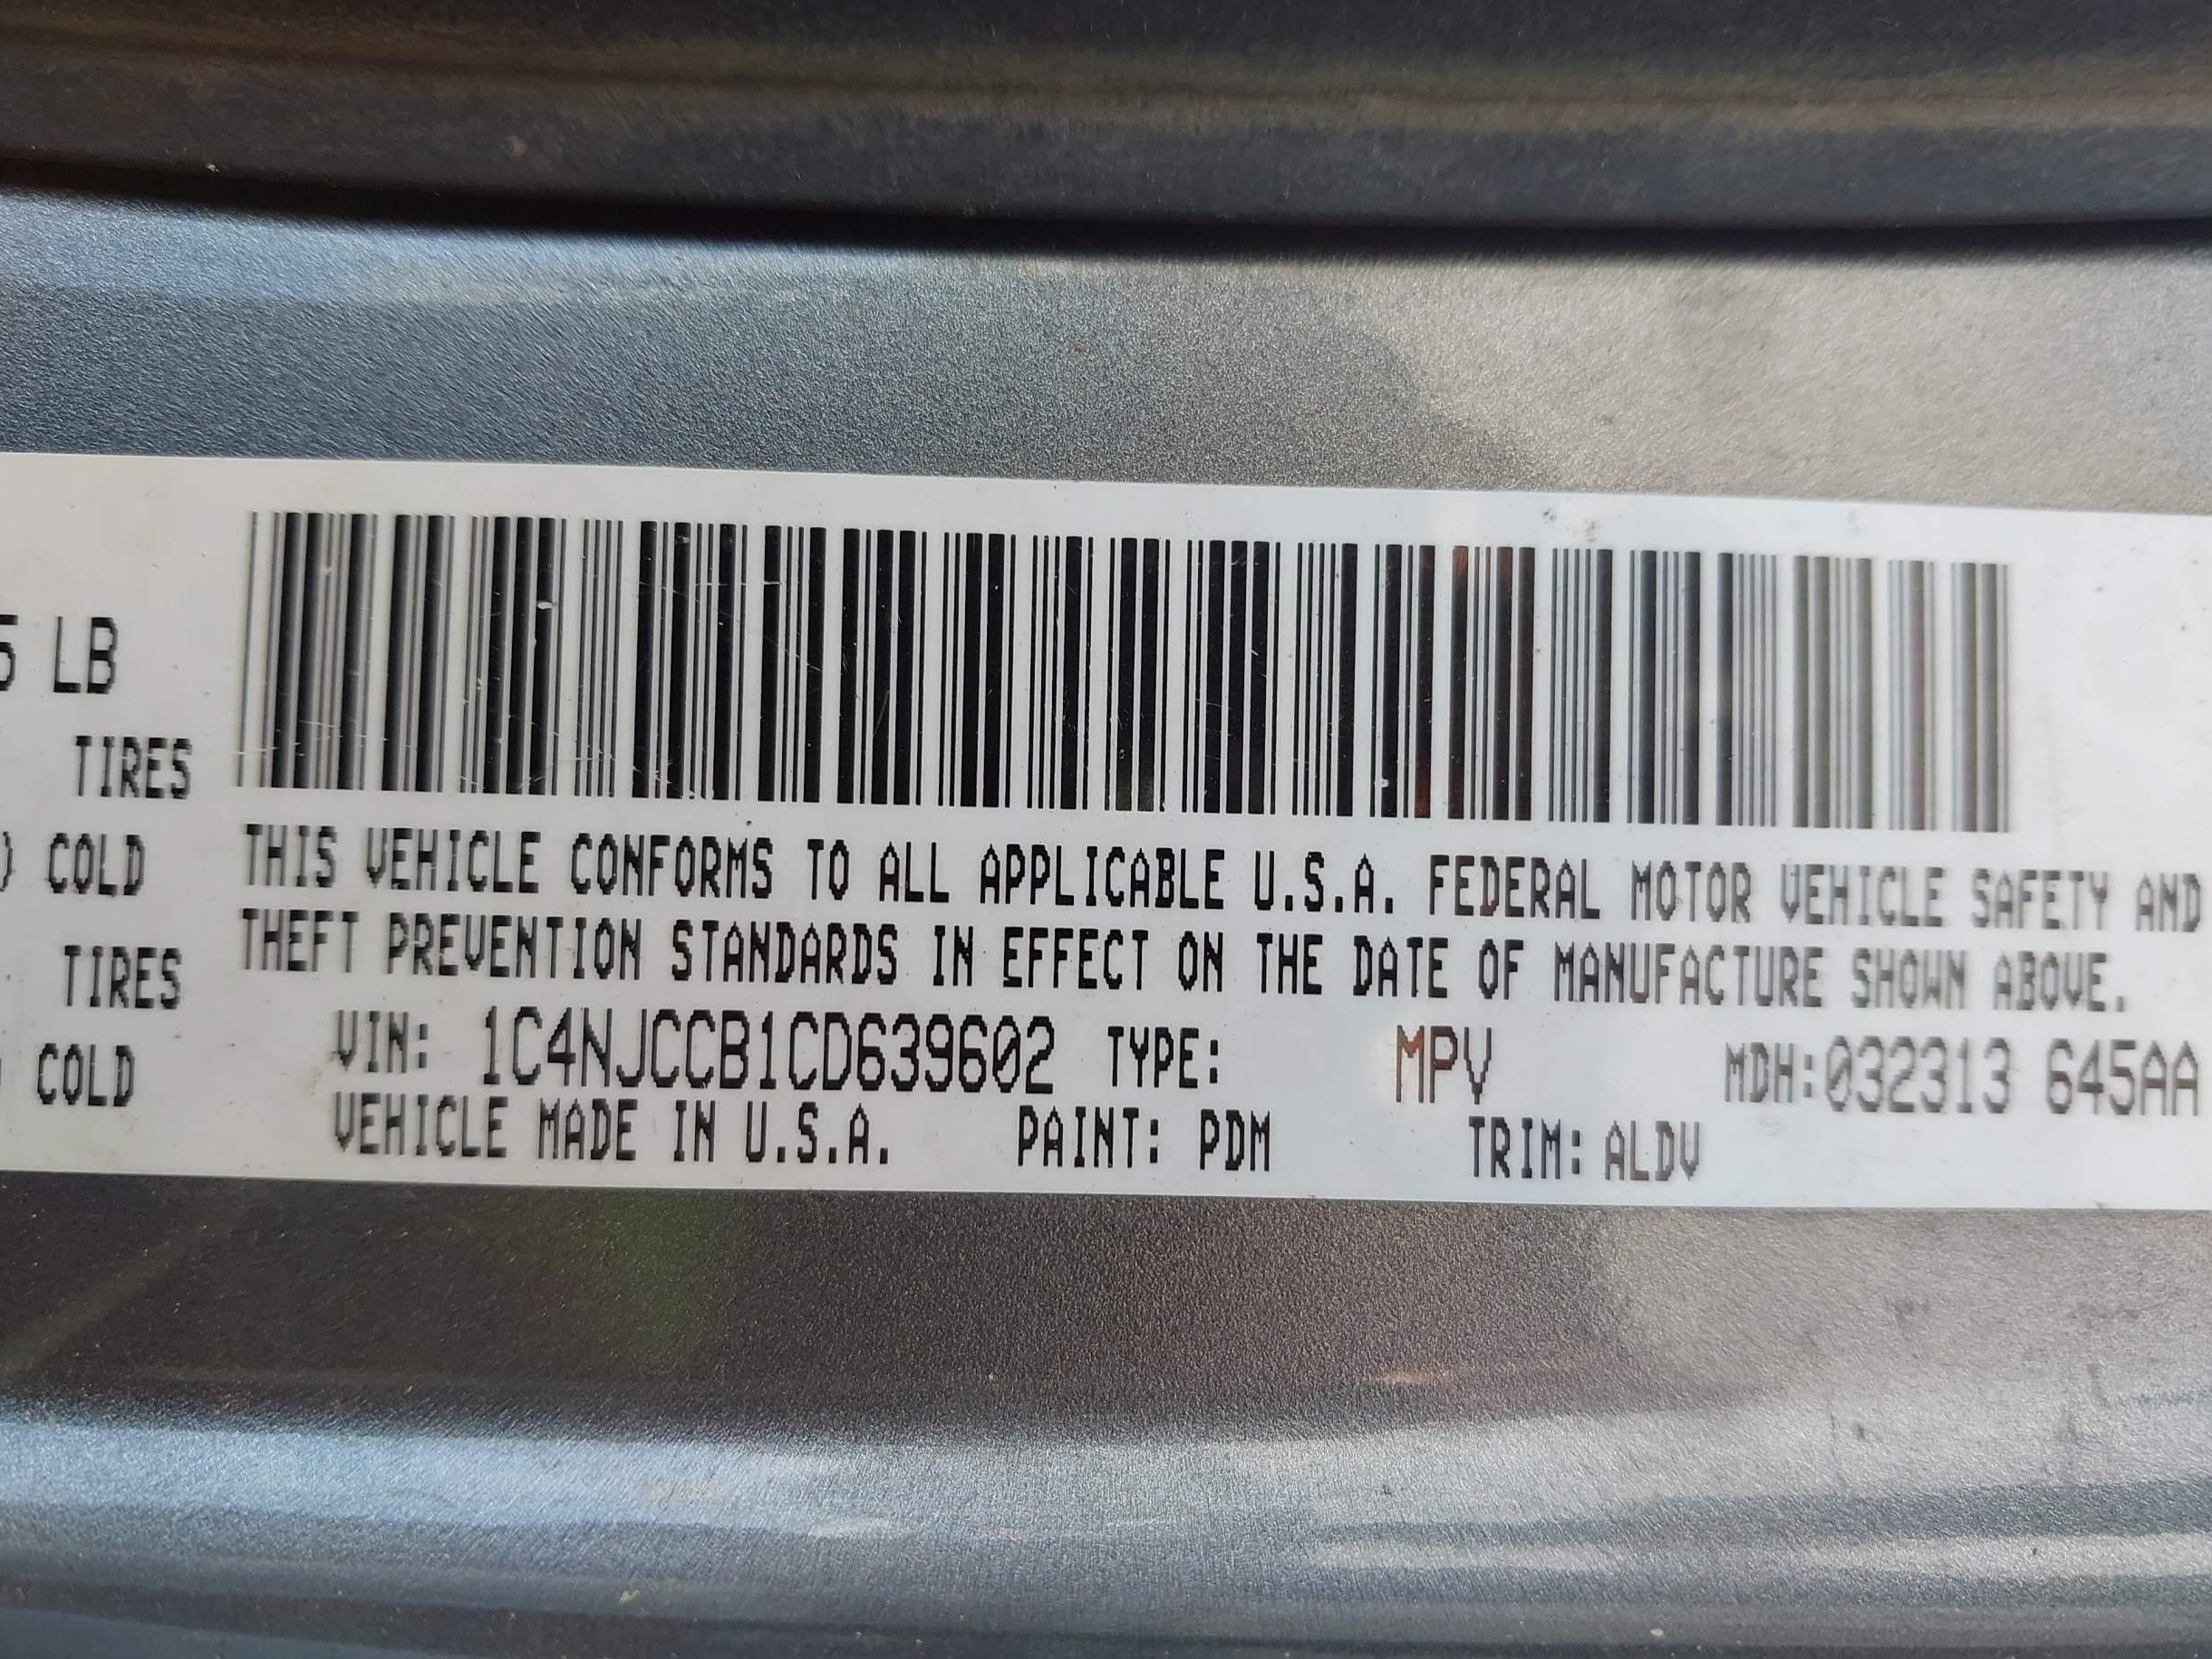 5 LB
TIRES
) COLD
TIRES
COLD
THIS VEHICLE CONFORMS TO ALL APPLICABLE U.S.A. FEDERAL MOTOR VEHICLE SAFETY AND
THEFT PREVENTION STANDARDS IN EFFECT ON THE DATE OF MANUFACTURE SHOWN ABOVE.
VIN: 1C4NJCCB1CD639602 TYPE: MPV MDH:032313 645AA
VEHICLE MADE IN U.S.A. PAINT: PDM TRIM: ALDV